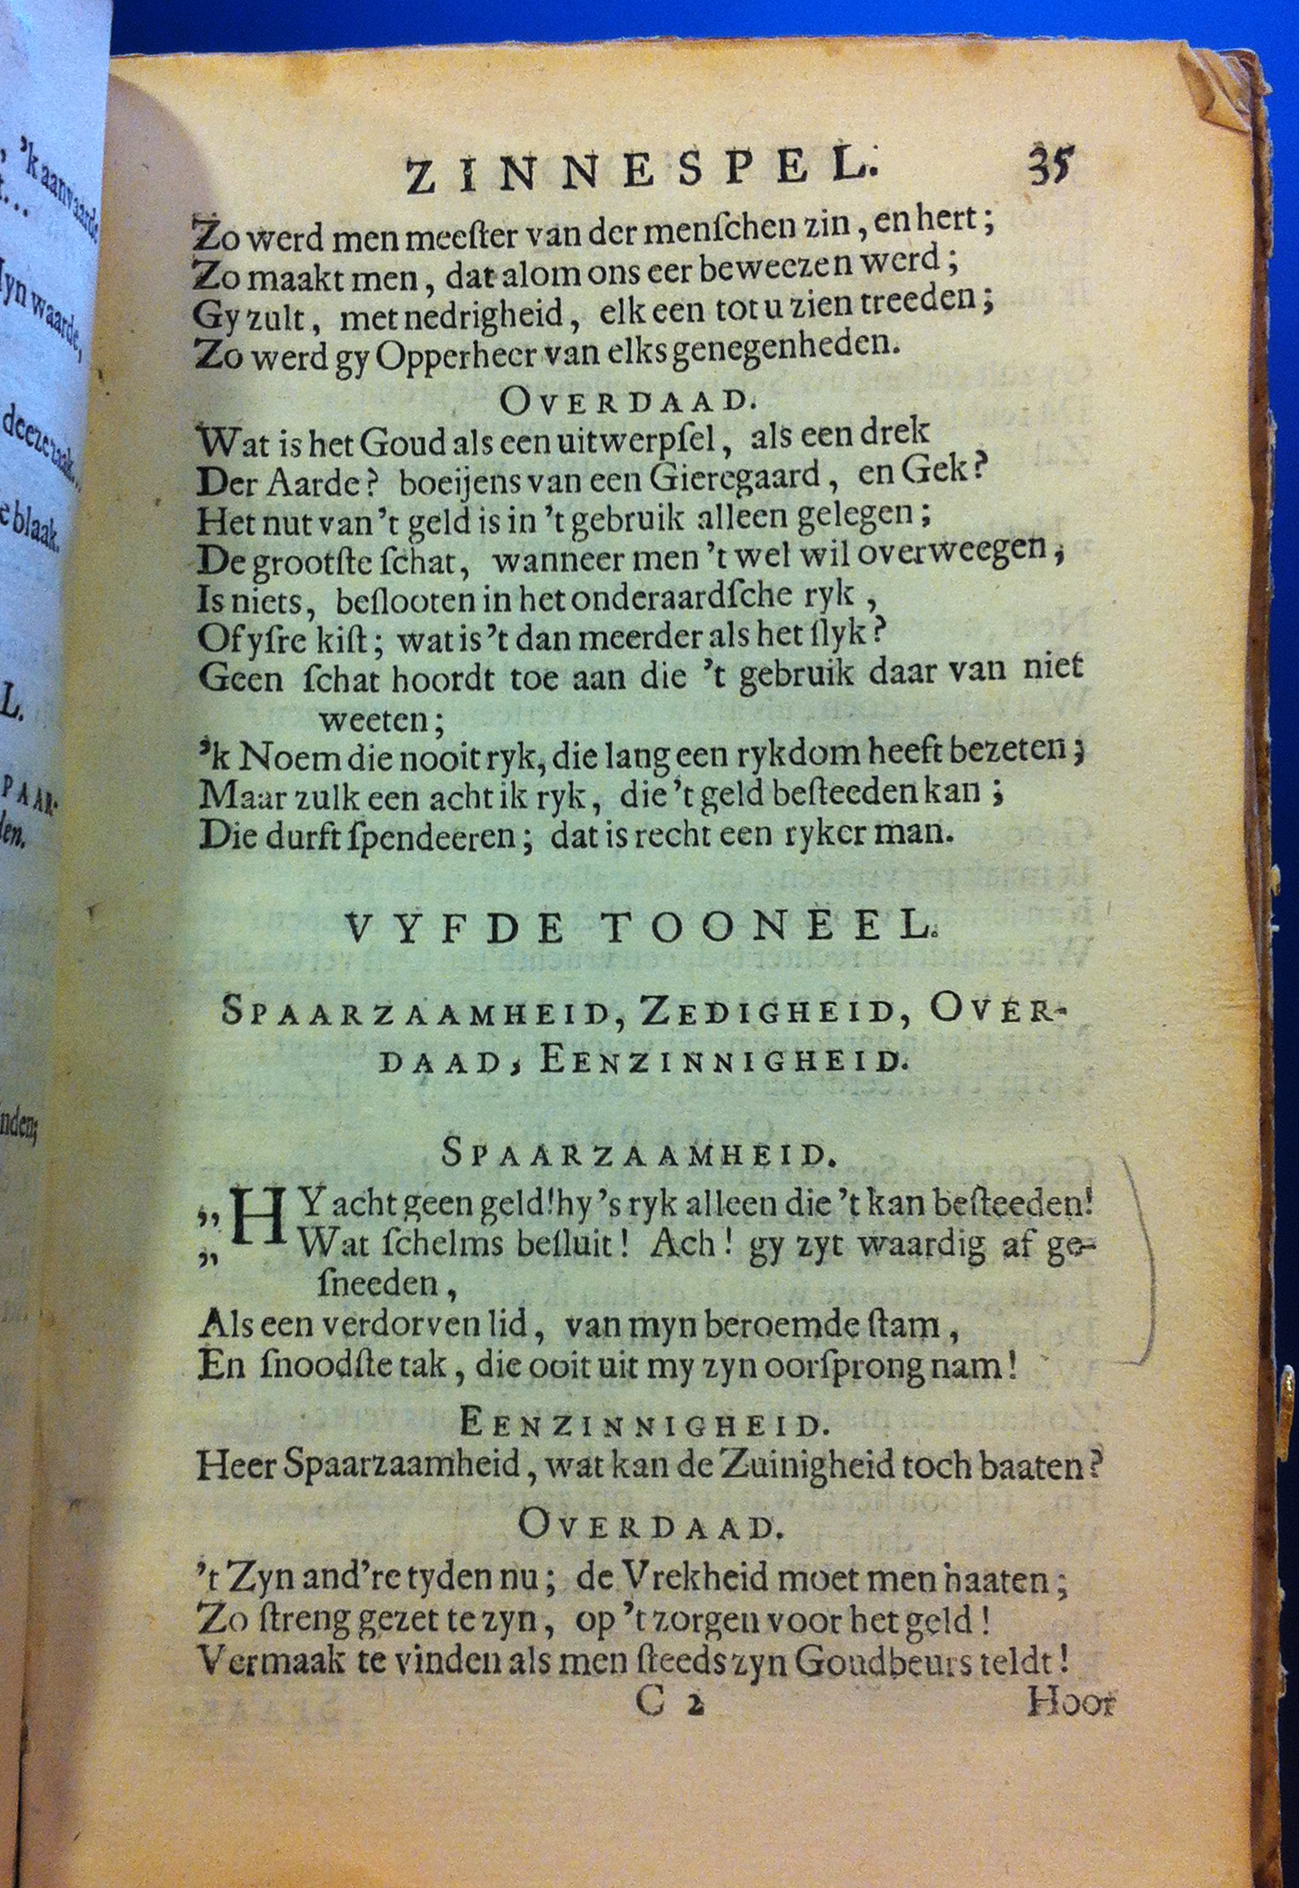 , 'k aanvaarde
t...
Myn waarde,
deeze zaak..
e blaak.
L.
PAAR-
len.
nden;
ZINNESPEL. 35
Zo werd men meeſter van der menſchen zin, en hert;
Zo maakt men, dat alom ons eer beweezen werd;
Gy zult, met nedrigheid, elk een tot u zien treeden;
Zo werd gy Opperheer van elks genegenheden.
OVERDAAD.
Wat is het Goud als een uitwerpſel, als een drek
Der Aarde? boeijens van een Gieregaard, en Gek?
Het nut van 't geld is in 't gebruik alleen gelegen;
De grootſte ſchat, wanneer men 't wel wil overweegen,
Is niets, beſlooten in het onderaardſche ryk,
Of yſre kiſt; wat is 't dan meerder als het ſlyk?
Geen ſchat hoordt toe aan die 't gebruik daar van niet
weeten;
'k Noem die nooit ryk, die lang een rykdom heeft bezeten;
Maar zulk een acht ik ryk, die 't geld beſteeden kan;
Die durft ſpendeeren; dat is recht een ryker man.
VYFDE TOONEEL.
SPAARZAAMHEID, ZEDIGHEID, OVER-
DAAD, EENZINNIGHEID.
SPAARZAAMHEID.
„HY acht geen geld! hy 's ryk alleen die 't kan beſteeden!
„ Wat ſchelms beſluit! Ach! gy zyt waardig af ge-
ſneeden,
Als een verdorven lid, van myn beroemde ſtam,
En ſnoodſte tak, die ooit uit my zyn oorſprong nam!
EENZINNIGHEID.
Heer Spaarzaamheid, wat kan de Zuinigheid toch baaten?
OVERDAAD.
't Zyn and're tyden nu; de Vrekheid moet men haaten;
Zo ſtreng gezet te zyn, op 't zorgen voor het geld!
Vermaak te vinden als men ſteeds zyn Goudbeurs teldt!
C 2 Hoor